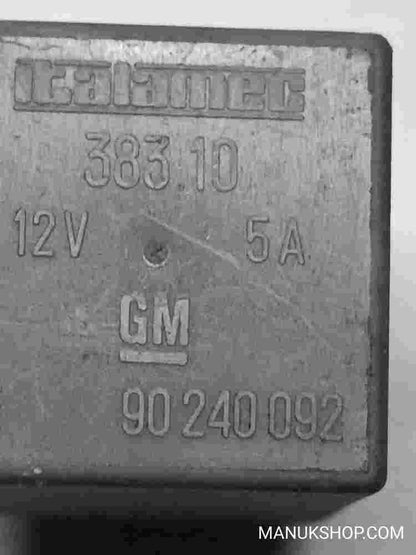 italamec
383.10
12V 5A
GM
90 240 092
MANUKSHOP.COM